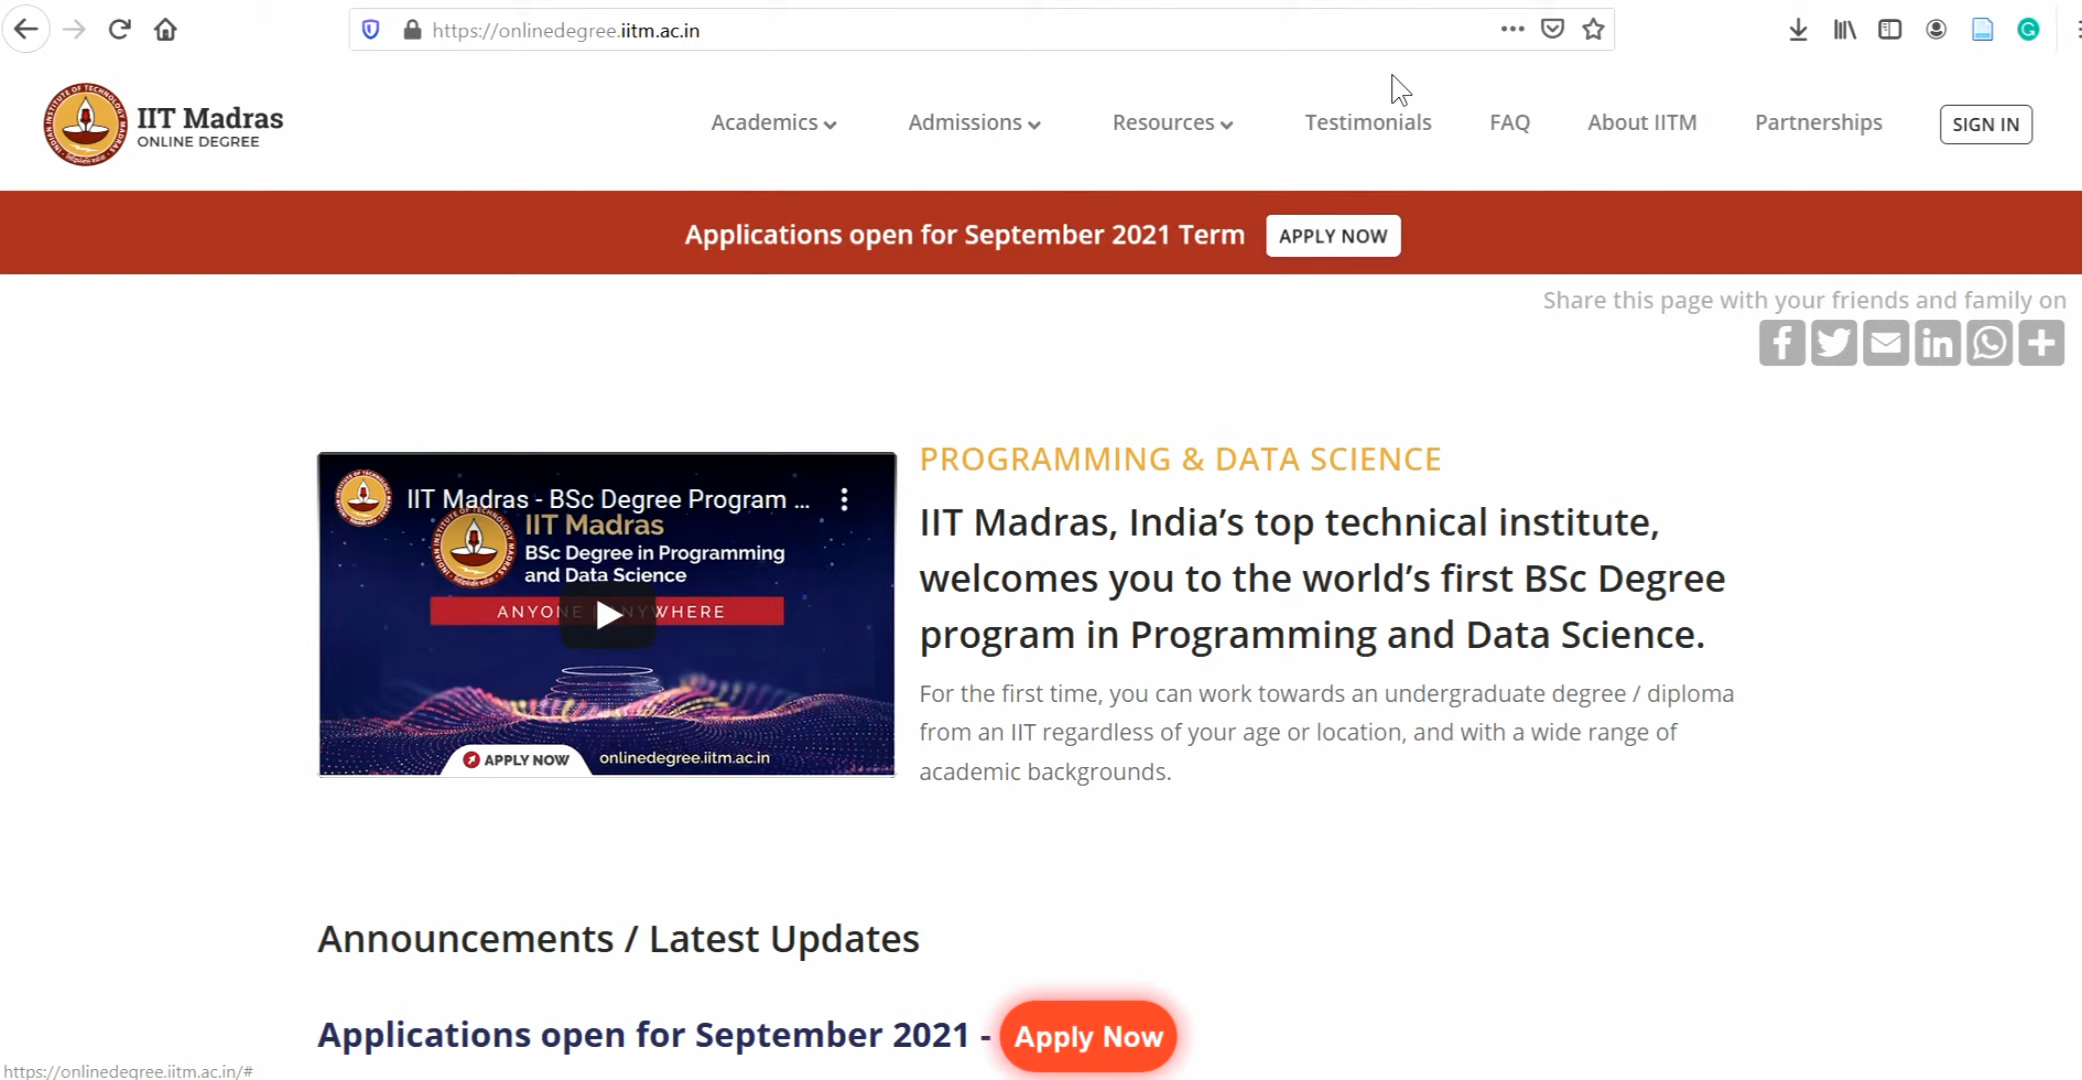 https://onlinedegree.iitm.ac.in
IIT Madras
ONLINE DEGREE
Academics
Admissions
Resources
Testimonials
FAQ
About IITM
Partnerships
SIGN IN
Applications open for September 2021 Term
APPLY NOW
Share this page with your friends and family on
IIT Madras - BSc Degree Program ...
IIT Madras
BSc Degree in Programming
and Data Science
APPLY NOW
onlinedegree.iitm.ac.in
PROGRAMMING & DATA SCIENCE
IIT Madras, India’s top technical institute,
welcomes you to the world’s first BSc Degree
program in Programming and Data Science.
For the first time, you can work towards an undergraduate degree / diploma
from an IIT regardless of your age or location, and with a wide range of
academic backgrounds.
Announcements / Latest Updates
Applications open for September 2021 - Apply Now
https://onlinedegree.iitm.ac.in/#